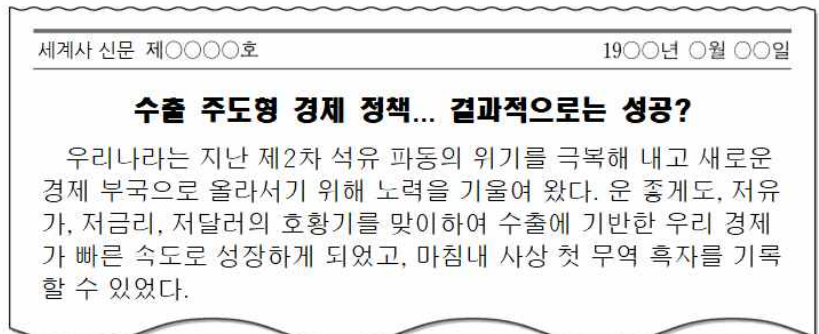 세계사 신문 제○○○○호
19○○년 ○월 ○○일
수출 주도형 경제 정책... 결과적으로는 성공?
우리나라는 지난 제2차 석유 파동의 위기를 극복해 내고 새로운
경제 부국으로 올라서기 위해 노력을 기울여 왔다. 운 좋게도, 저유
가, 저금리, 저달러의 호황기를 맞이하여 수출에 기반한 우리 경제
가 빠른 속도로 성장하게 되었고, 마침내 사상 첫 무역 흑자를 기록
할 수 있었다.